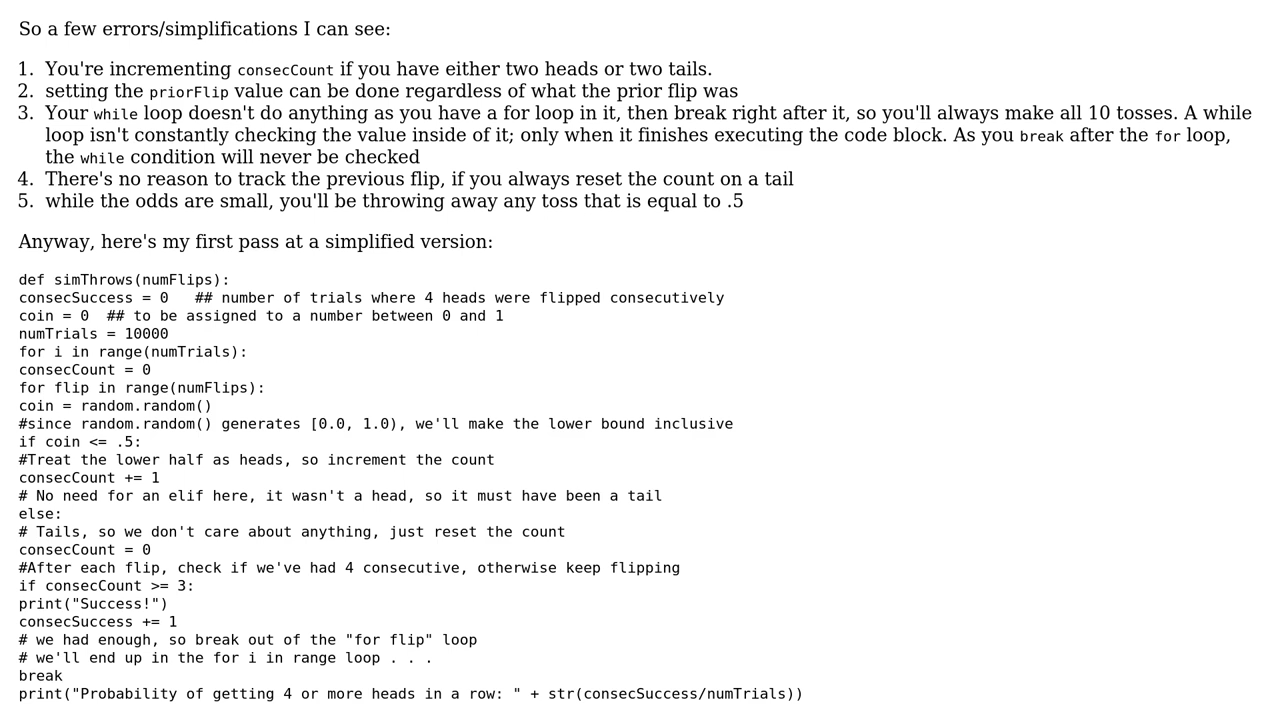 So a few errors/simplifications I can see:
1. You're incrementing consecCount if you have either two heads or two tails.
2. setting the priorFlip value can be done regardless of what the prior flip was
3. Your while loop doesn't do anything as you have a for loop in it, then break right after it, so you'll always make all 10 tosses. A while
loop isn't constantly checking the value inside of it; only when it finishes executing the code block. As you break after the for loop,
the while condition will never be checked
4. There's no reason to track the previous flip, if you always reset the count on a tail
5. while the odds are small, you'll be throwing away any toss that is equal to .5
Anyway, here's my first pass at a simplified version:
def simThrows(numFlips):
consecSuccess = 0   ## number of trials where 4 heads were flipped consecutively
coin = 0  ## to be assigned to a number between 0 and 1
numTrials = 10000
for i in range(numTrials):
consecCount = 0
for flip in range(numFlips):
coin = random.random()
#since random.random() generates [0.0, 1.0), we'll make the lower bound inclusive
if coin <= .5:
#Treat the lower half as heads, so increment the count
consecCount += 1
# No need for an elif here, it wasn't a head, so it must have been a tail
else:
# Tails, so we don't care about anything, just reset the count
consecCount = 0
#After each flip, check if we've had 4 consecutive, otherwise keep flipping
if consecCount >= 3:
print("Success!")
consecSuccess += 1
# we had enough, so break out of the "for flip" loop
# we'll end up in the for i in range loop . . .
break
print("Probability of getting 4 or more heads in a row: " + str(consecSuccess/numTrials))